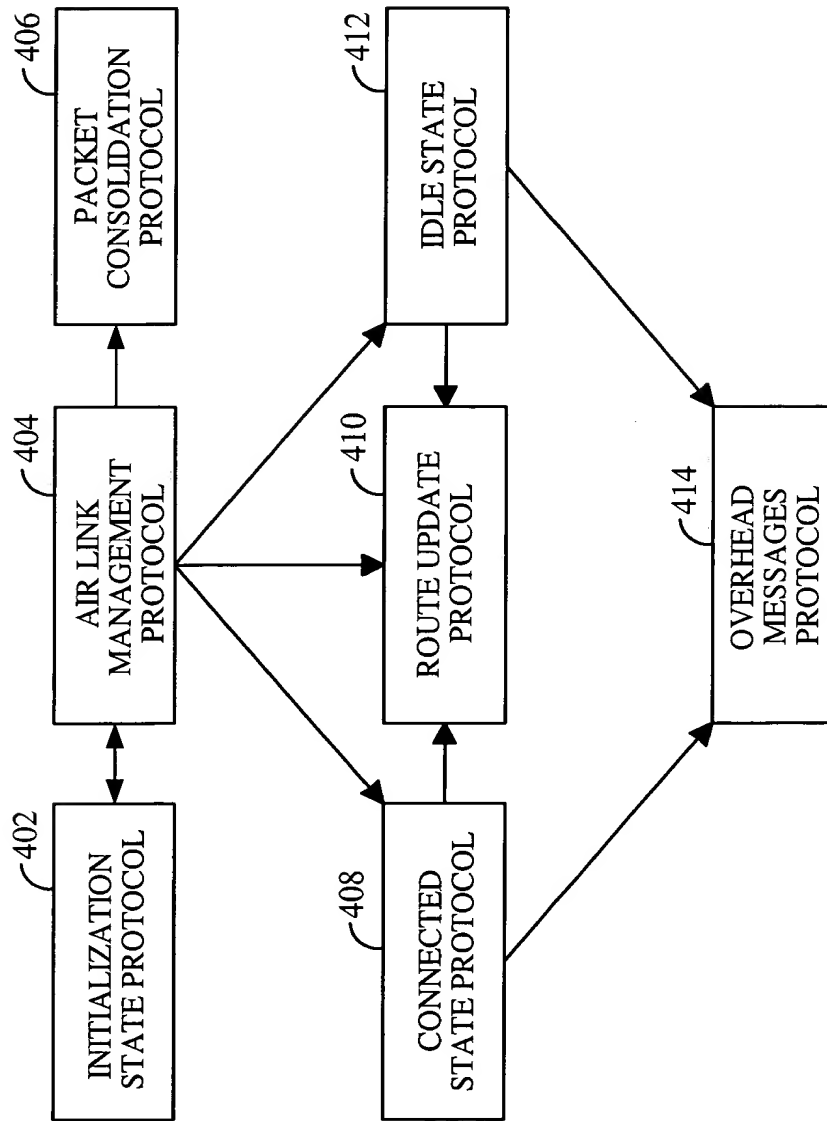 402
INITIALIZATION
STATE PROTOCOL
404
AIR LINK
MANAGEMENT
PROTOCOL
406
PACKET
CONSOLIDATION
PROTOCOL
408
CONNECTED
STATE PROTOCOL
410
ROUTE UPDATE
PROTOCOL
412
IDLE STATE
PROTOCOL
414
OVERHEAD
MESSAGES
PROTOCOL